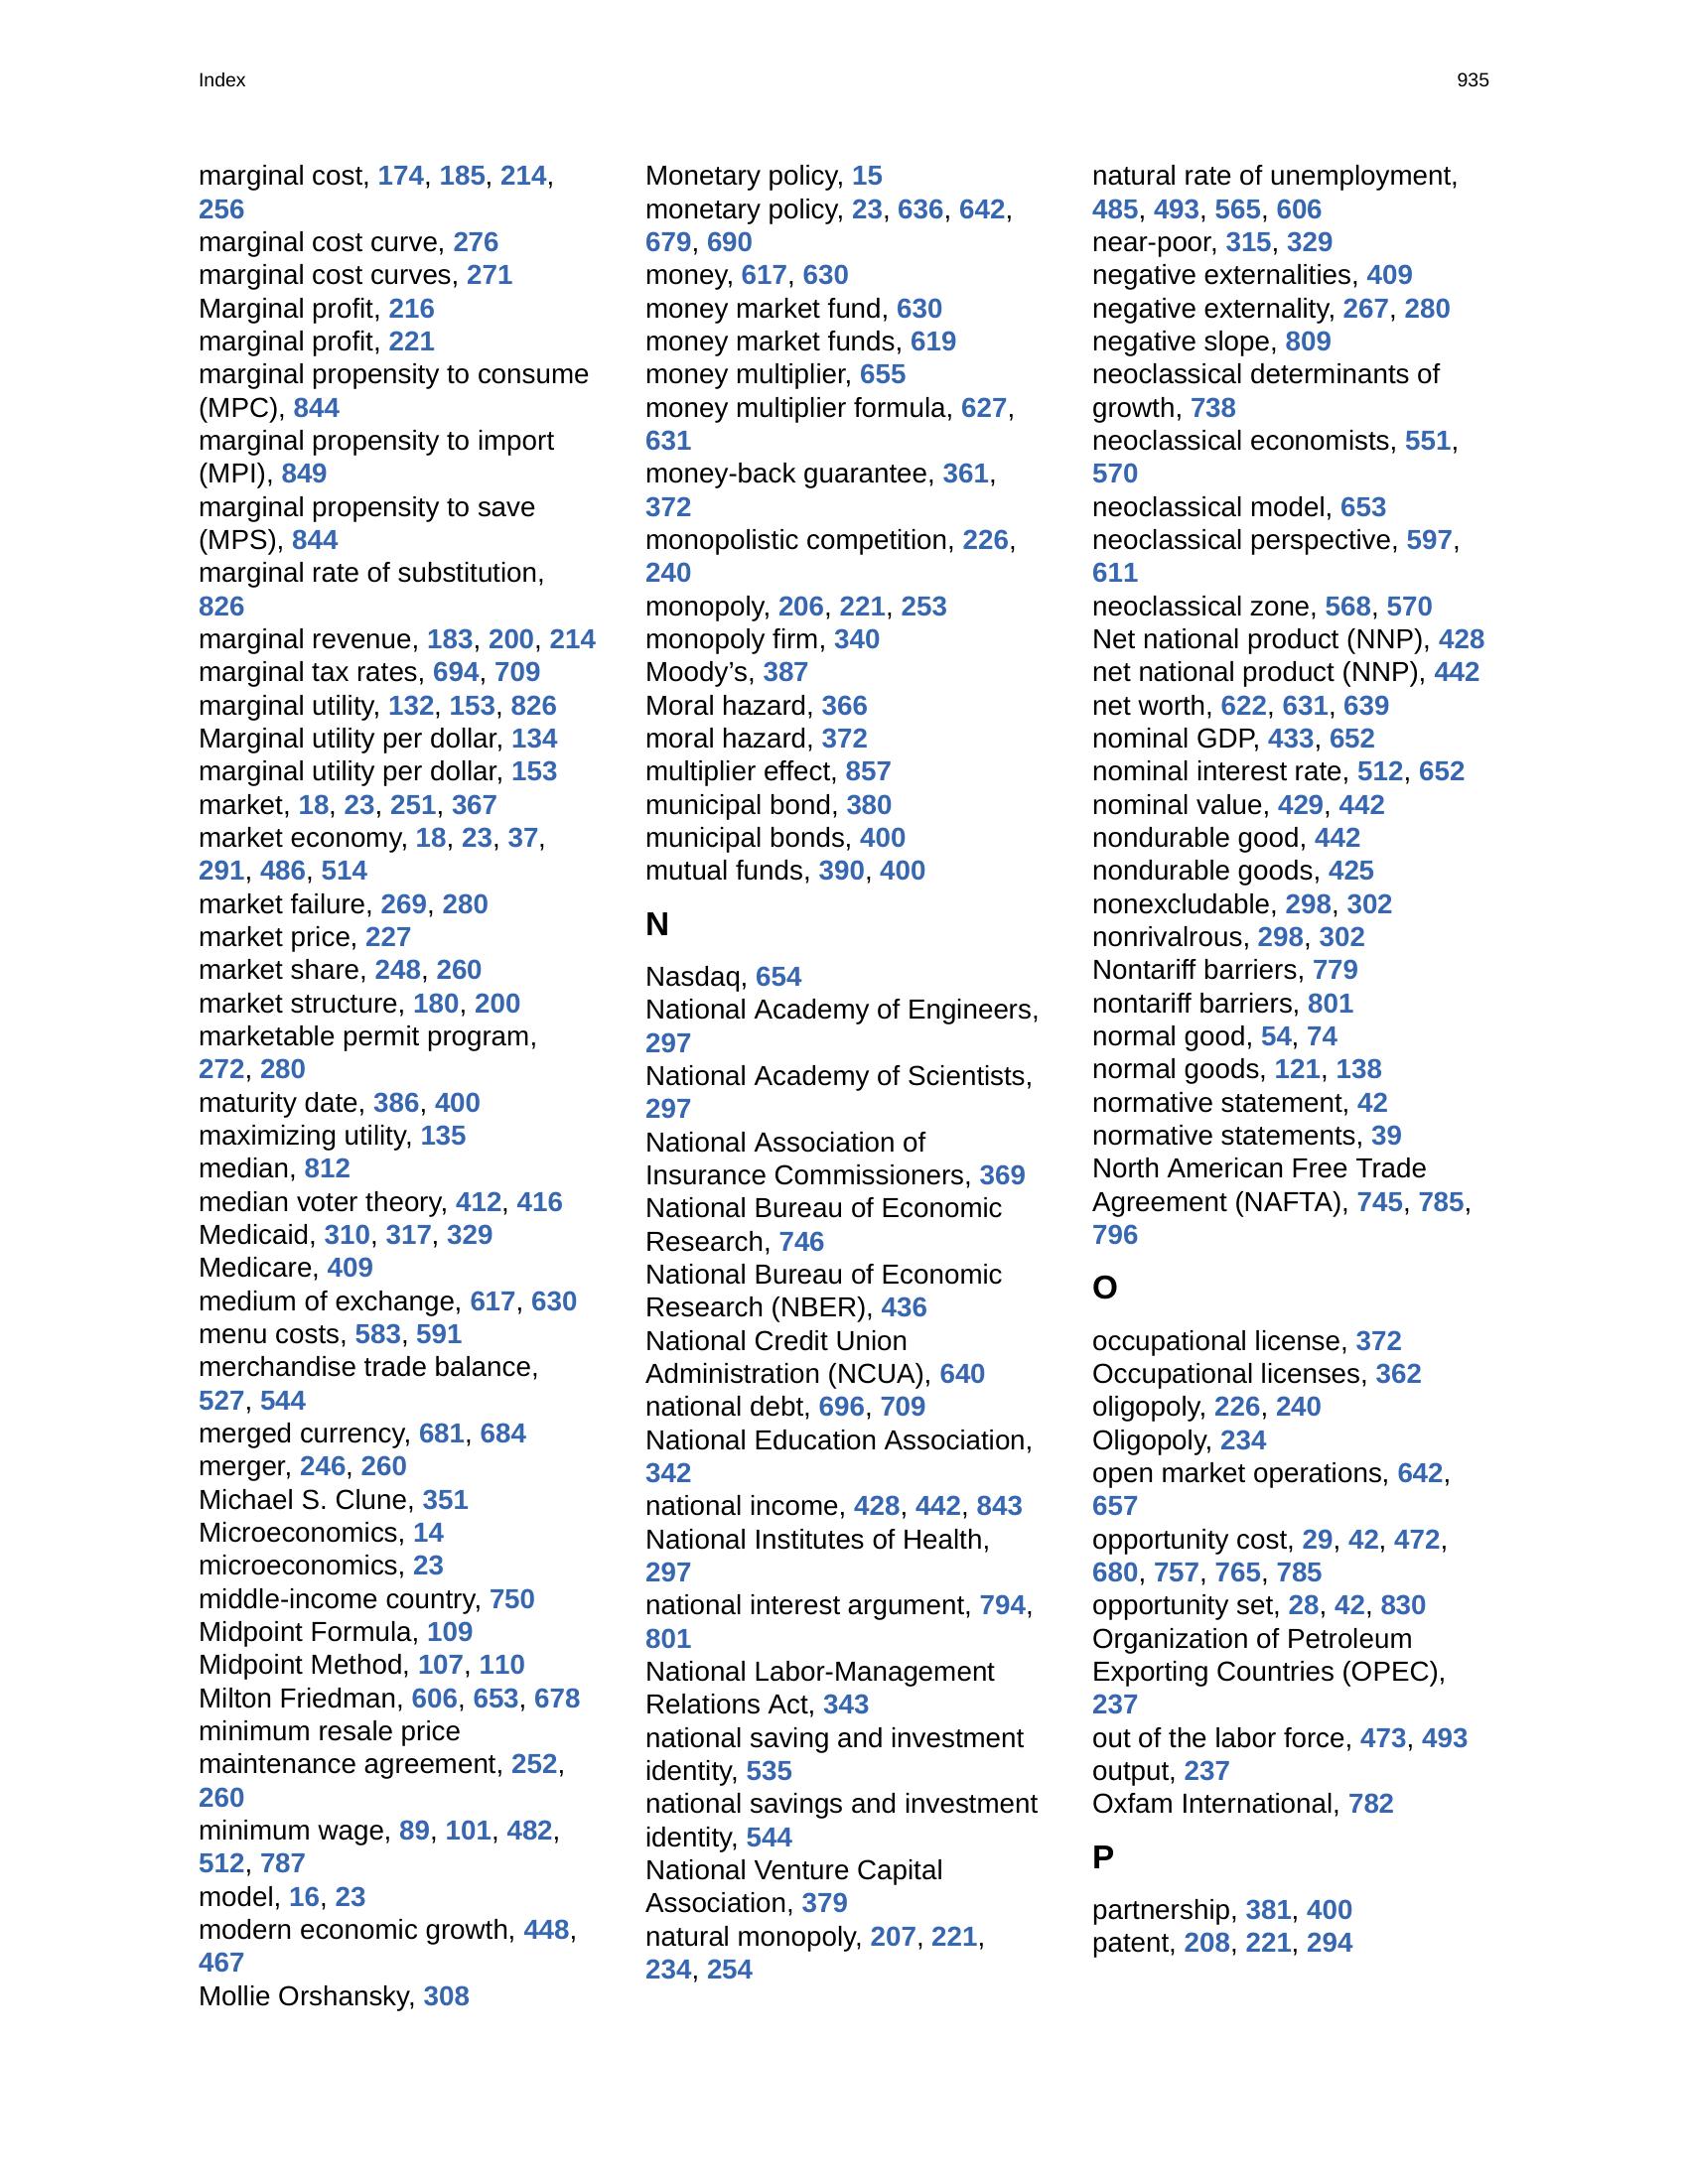 Index
935
marginal cost, 174, 185, 214,
256
marginal cost curve, 276
marginal cost curves, 271
Marginal profit, 216
marginal profit, 221
marginal propensity to consume
(MPC), 844
marginal propensity to import
(MPI), 849
marginal propensity to save
(MPS), 844
marginal rate of substitution,
826
marginal revenue, 183, 200, 214
marginal tax rates, 694, 709
marginal utility, 132, 153, 826
Marginal utility per dollar, 134
marginal utility per dollar, 153
market, 18, 23, 251, 367
market economy, 18, 23, 37,
291, 486, 514
market failure, 269, 280
market price, 227
market share, 248, 260
market structure, 180, 200
marketable permit program,
272, 280
maturity date, 386, 400
maximizing utility, 135
median, 812
median voter theory, 412, 416
Medicaid, 310, 317, 329
Medicare, 409
medium of exchange, 617, 630
menu costs, 583, 591
merchandise trade balance,
527, 544
merged currency, 681, 684
merger, 246, 260
Michael S. Clune, 351
Microeconomics, 14
microeconomics, 23
middle-income country, 750
Midpoint Formula, 109
Midpoint Method, 107, 110
Milton Friedman, 606, 653, 678
minimum resale price
maintenance agreement, 252,
260
minimum wage, 89, 101, 482,
512, 787
model, 16, 23
modern economic growth, 448,
467
Mollie Orshansky, 308
Monetary policy, 15
monetary policy, 23, 636, 642,
679, 690
money, 617, 630
money market fund, 630
money market funds, 619
money multiplier, 655
money multiplier formula, 627,
631
money-back guarantee, 361,
372
monopolistic competition, 226,
240
monopoly, 206, 221, 253
monopoly firm, 340
Moody’s, 387
Moral hazard, 366
moral hazard, 372
multiplier effect, 857
municipal bond, 380
municipal bonds, 400
mutual funds, 390, 400
N
Nasdaq, 654
National Academy of Engineers,
297
National Academy of Scientists,
297
National Association of
Insurance Commissioners, 369
National Bureau of Economic
Research, 746
National Bureau of Economic
Research (NBER), 436
National Credit Union
Administration (NCUA), 640
national debt, 696, 709
National Education Association,
342
national income, 428, 442, 843
National Institutes of Health,
297
national interest argument, 794,
801
National Labor-Management
Relations Act, 343
national saving and investment
identity, 535
national savings and investment
identity, 544
National Venture Capital
Association, 379
natural monopoly, 207, 221,
234, 254
natural rate of unemployment,
485, 493, 565, 606
near-poor, 315, 329
negative externalities, 409
negative externality, 267, 280
negative slope, 809
neoclassical determinants of
growth, 738
neoclassical economists, 551,
570
neoclassical model, 653
neoclassical perspective, 597,
611
neoclassical zone, 568, 570
Net national product (NNP), 428
net national product (NNP), 442
net worth, 622, 631, 639
nominal GDP, 433, 652
nominal interest rate, 512, 652
nominal value, 429, 442
nondurable good, 442
nondurable goods, 425
nonexcludable, 298, 302
nonrivalrous, 298, 302
Nontariff barriers, 779
nontariff barriers, 801
normal good, 54, 74
normal goods, 121, 138
normative statement, 42
normative statements, 39
North American Free Trade
Agreement (NAFTA), 745, 785,
796
O
occupational license, 372
Occupational licenses, 362
oligopoly, 226, 240
Oligopoly, 234
open market operations, 642,
657
opportunity cost, 29, 42, 472,
680, 757, 765, 785
opportunity set, 28, 42, 830
Organization of Petroleum
Exporting Countries (OPEC),
237
out of the labor force, 473, 493
output, 237
Oxfam International, 782
P
partnership, 381, 400
patent, 208, 221, 294